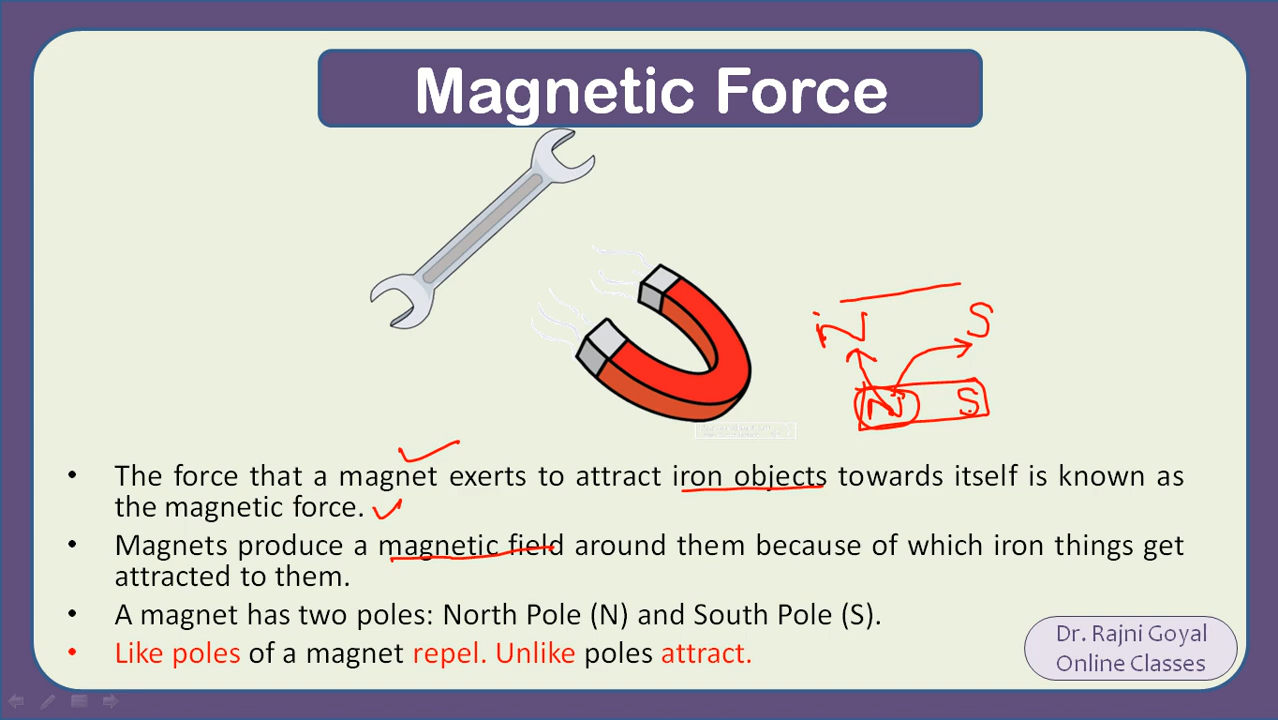 Magnetic Force
N S
N S
• The force that a magnet exerts to attract iron objects towards itself is known as
the magnetic force.
• Magnets produce a magnetic field around them because of which iron things get
attracted to them.
• A magnet has two poles: North Pole (N) and South Pole (S).
• Like poles of a magnet repel. Unlike poles attract.
Dr. Rajni Goyal
Online Classes